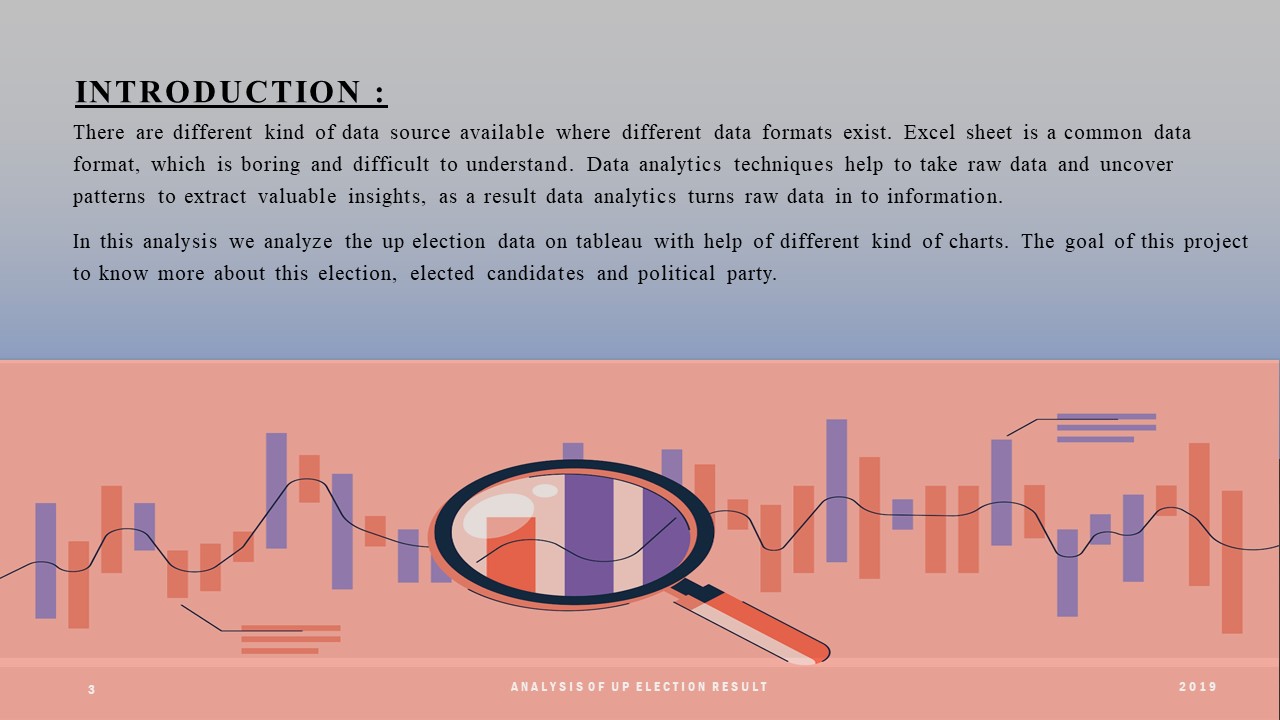 INTRODUCTION :
There are different kind of data source available where different data formats exist. Excel sheet is a common data
format, which is boring and difficult to understand. Data analytics techniques help to take raw data and uncover
patterns to extract valuable insights, as a result data analytics turns raw data in to information.
In this analysis we analyze the up election data on tableau with help of different kind of charts. The goal of this project
to know more about this election, elected candidates and political party.
3
ANALYSIS OF UP ELECTION RESULT
2019